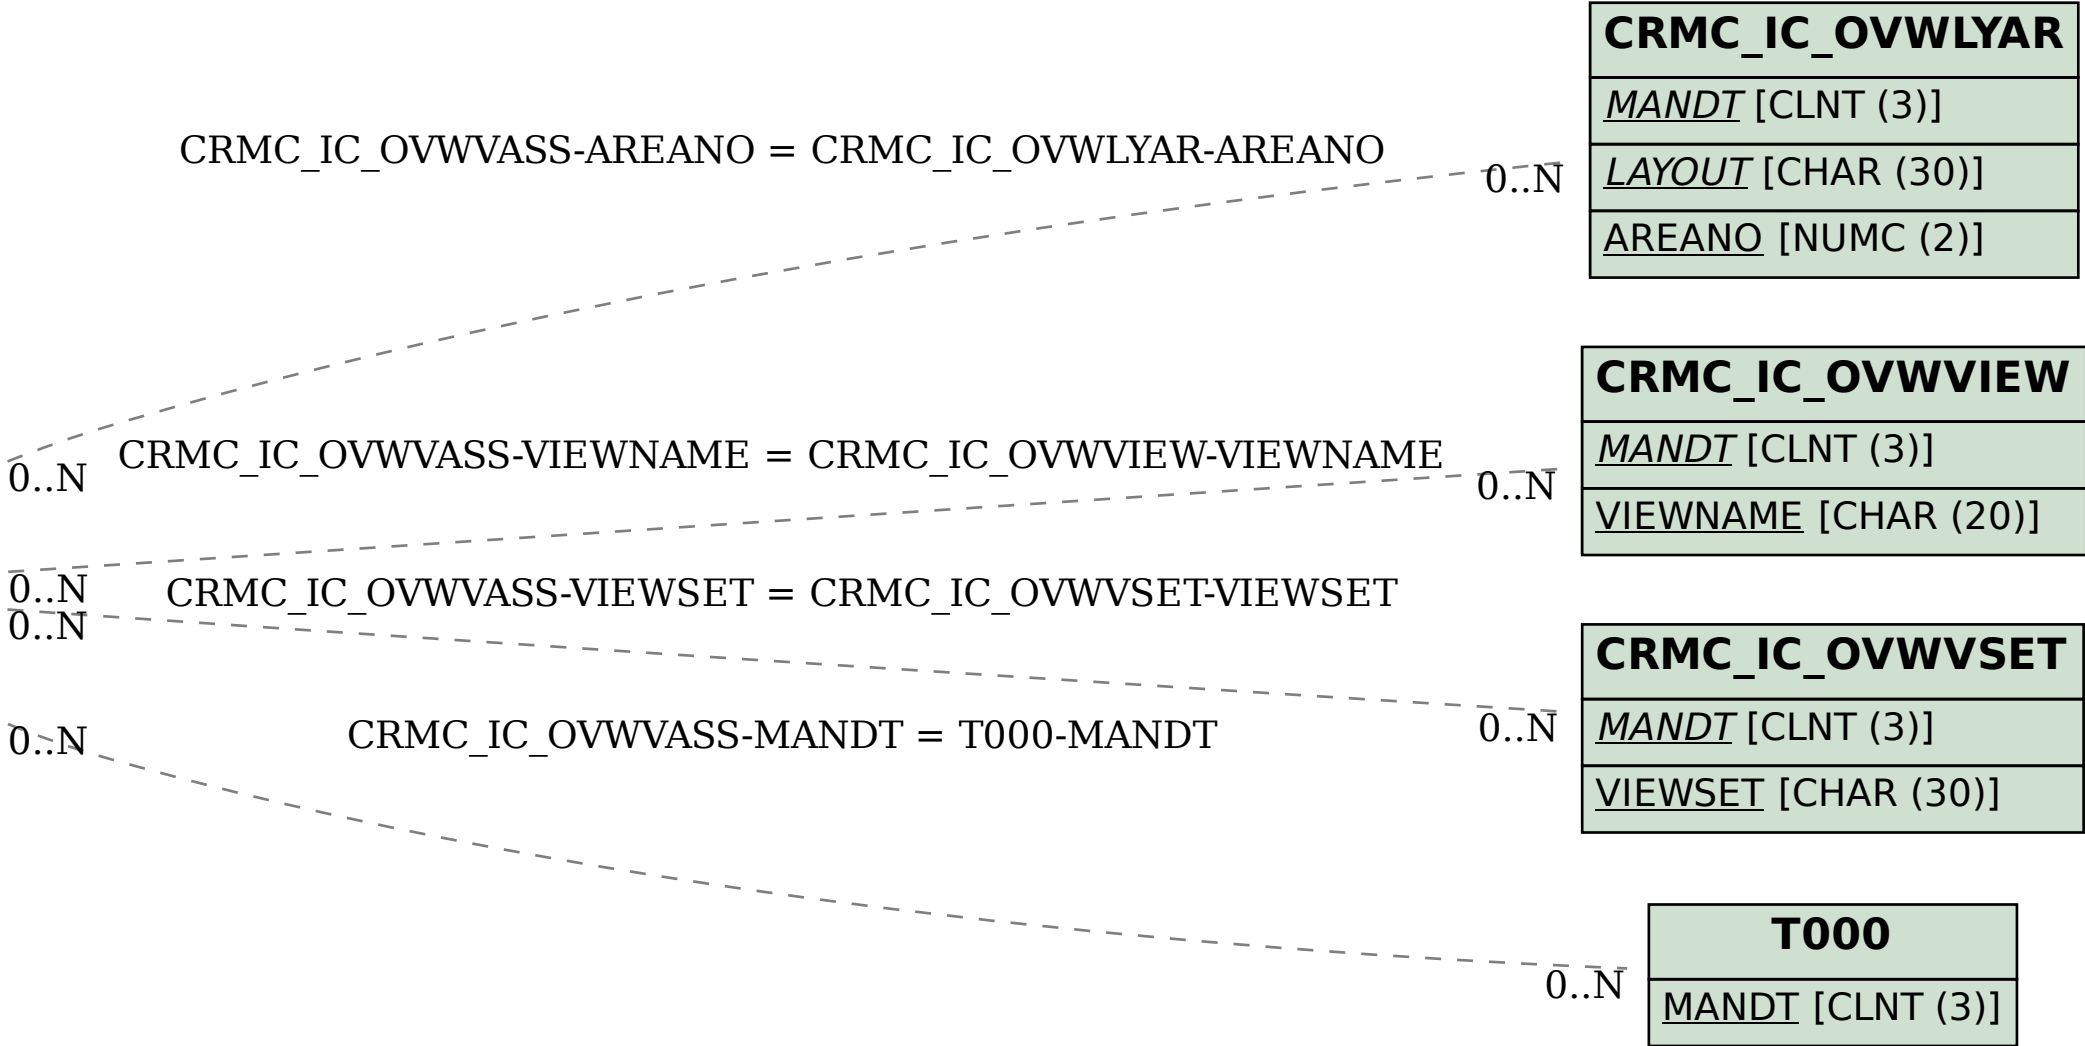 CRMC_IC_OVWLYAR
MANDT [CLNT (3)]
LAYOUT [CHAR (30)]
AREANO [NUMC (2)]
CRMC_IC_OVWVASS-AREANO = CRMC_IC_OVWLYAR-AREANO
0..N
0..N
CRMC_IC_OVWVIEW
MANDT [CLNT (3)]
VIEWNAME [CHAR (20)]
CRMC_IC_OVWVASS-VIEWNAME = CRMC_IC_OVWVIEW-VIEWNAME
0..N
0..N
CRMC_IC_OVWVASS-VIEWSET = CRMC_IC_OVWVSET-VIEWSET
0..N
0..N
CRMC_IC_OVWVSET
MANDT [CLNT (3)]
VIEWSET [CHAR (30)]
CRMC_IC_OVWVASS-MANDT = T000-MANDT
0..N
0..N
T000
MANDT [CLNT (3)]